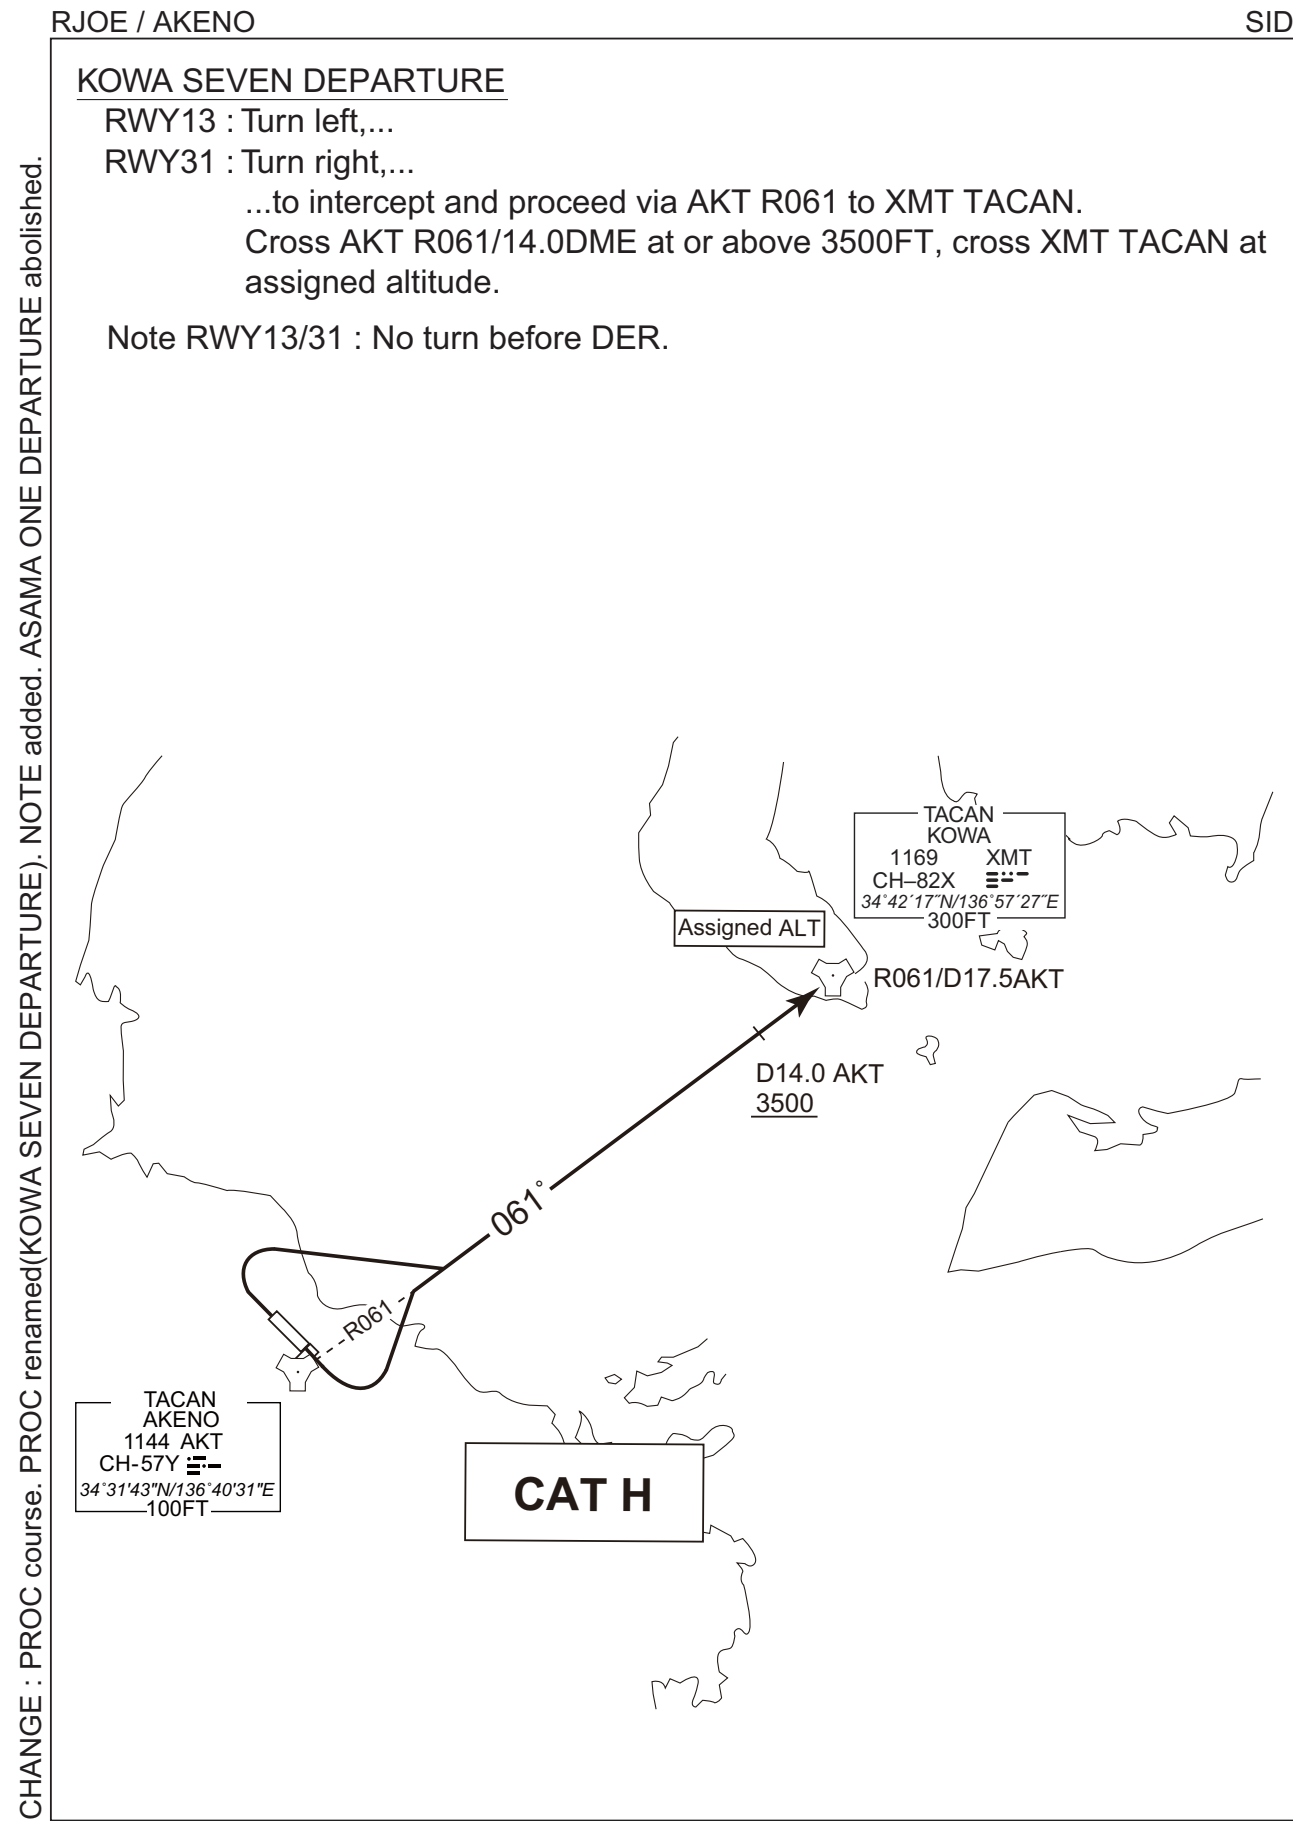 RJOE / AKENO
SID
KOWA SEVEN DEPARTURE
RWY13 : Turn left,...
RWY31 : Turn right,...
...to intercept and proceed via AKT R061 to XMT TACAN.
Cross AKT R061/14.0DME at or above 3500FT, cross XMT TACAN at
assigned altitude.
Note RWY13/31 : No turn before DER.
CHANGE : PROC course. PROC renamed(KOWA SEVEN DEPARTURE). NOTE added. ASAMA ONE DEPARTURE abolished.
TACAN
KOWA
1169 XMT
CH–82X
34˚42´17˝N/136˚57´27˝E
300FT
Assigned ALT
R061/D17.5AKT
D14.0 AKT
3500
061˚
R061
TACAN
AKENO
1144 AKT
CH-57Y
34˚31'43"N/136˚40'31"E
100FT
CAT H